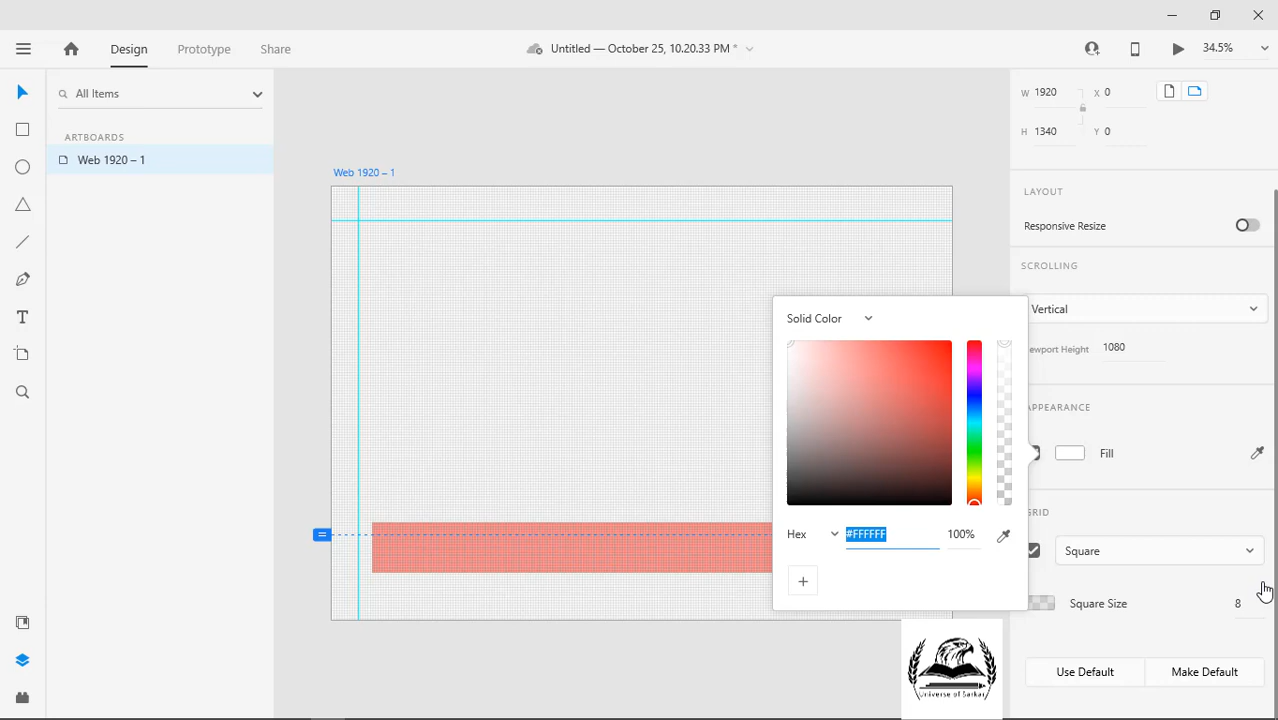 Design
Prototype
Share
Untitled — October 25, 10.20.33 PM *
34.5%
All Items
ARTBOARDS
Web 1920 – 1
Web 1920 – 1
W 1920
X 0
H 1340
Y 0
LAYOUT
Responsive Resize
SCROLLING
Vertical
ewport Height 1080
APPEARANCE
Fill
GRID
Square
Square Size 8
Use Default
Make Default
Solid Color
Hex
#FFFFFF
100%
+
Universe of Sarkar